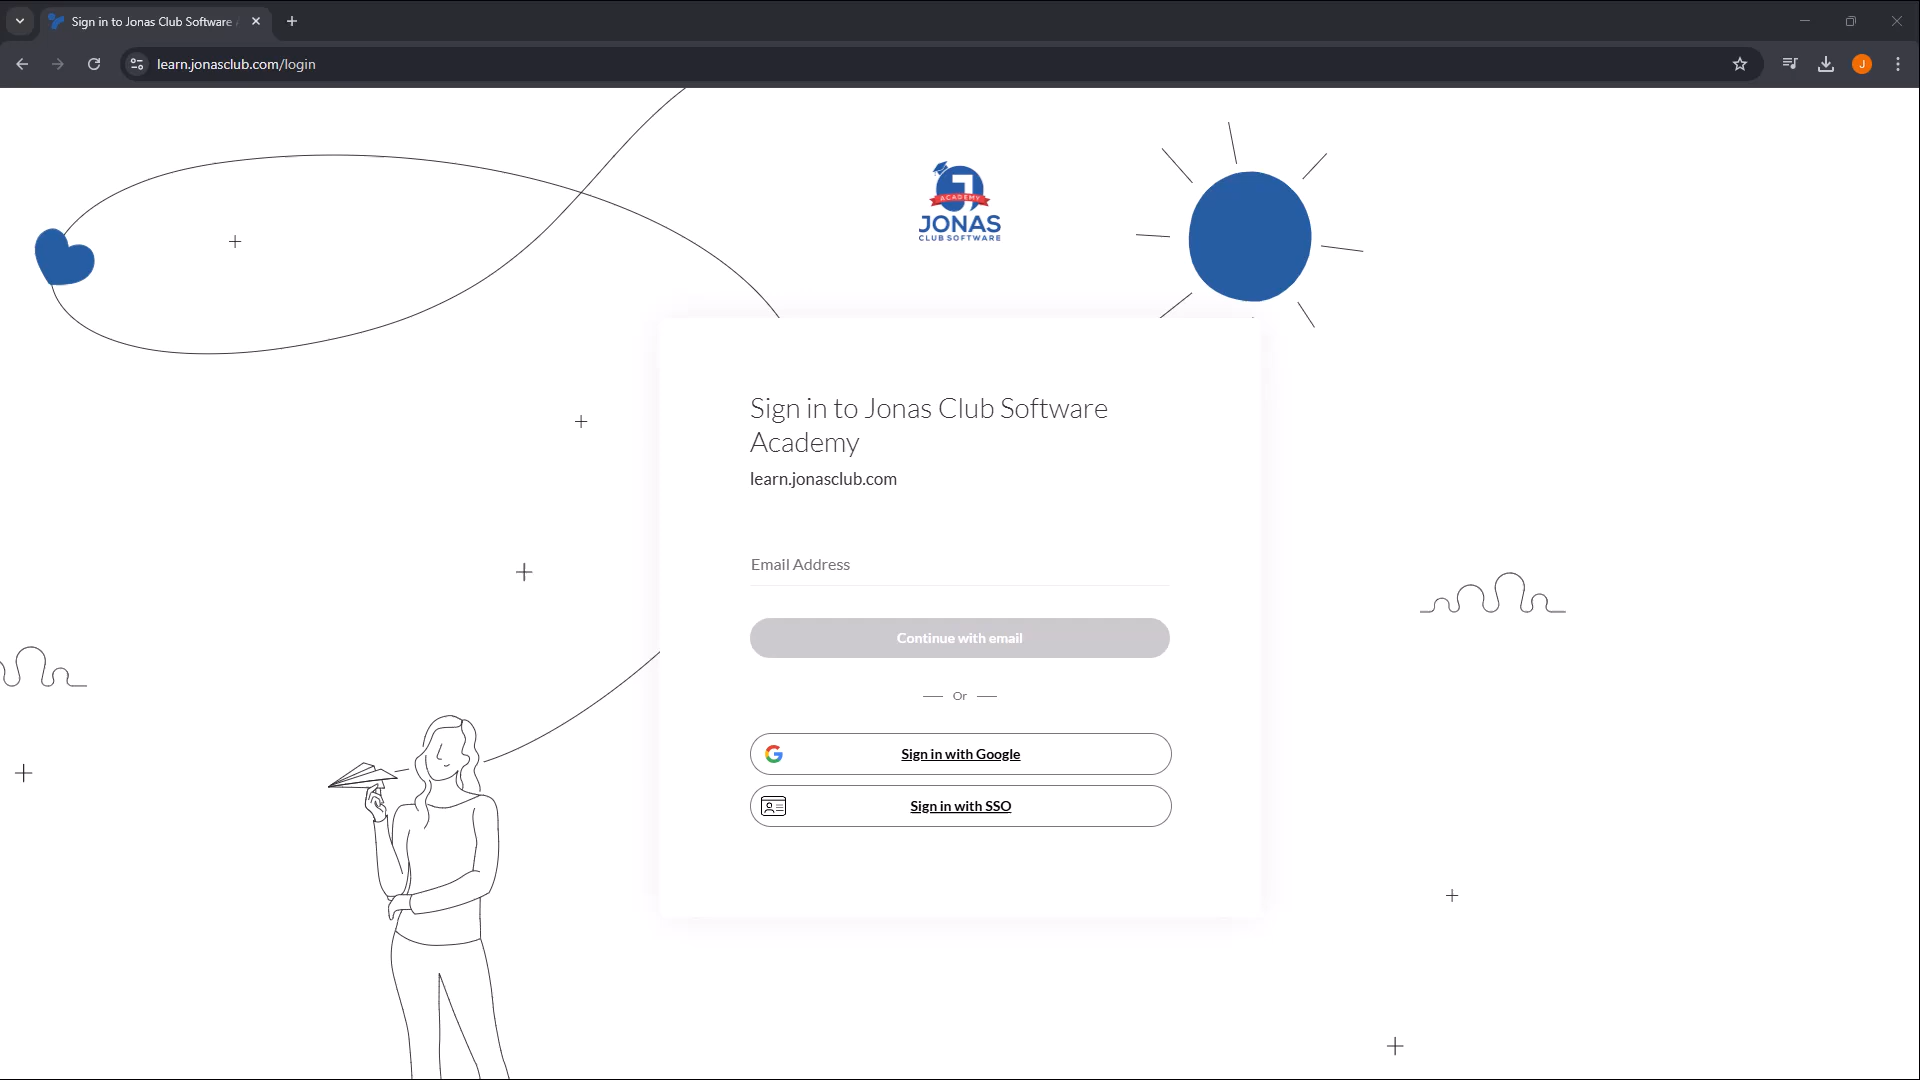 Sign in to Jonas Club Software
learn.jonasclub.com/login
J
ACADEMY
JONAS
CLUB SOFTWARE
Sign in to Jonas Club Software
Academy
learn.jonasclub.com
Email Address
Continue with email
Or
Sign in with Google
Sign in with SSO